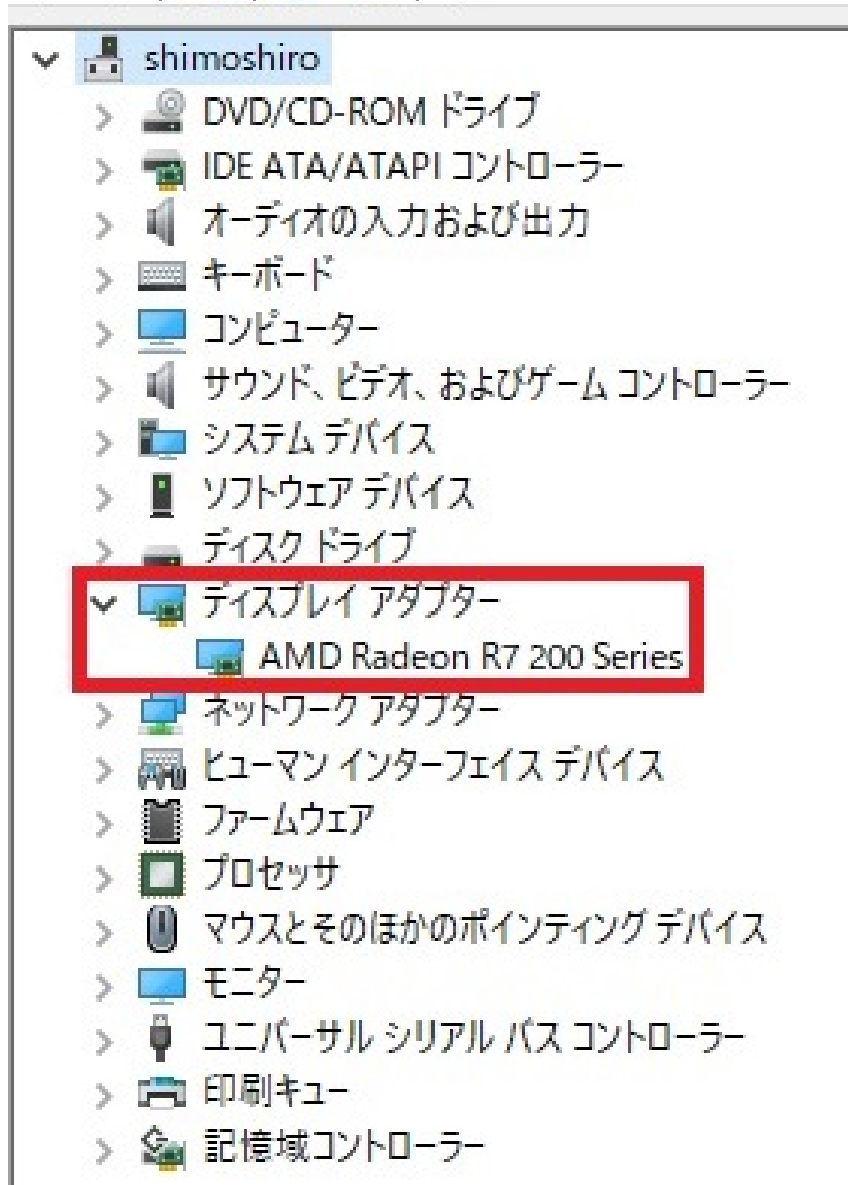 shimoshiro
DVD/CD-ROM ドライブ
IDE ATA/ATAPI コントローラー
オーディオの入力および出力
キーボード
コンピューター
サウンド、ビデオ、およびゲーム コントローラー
システム デバイス
ソフトウェア デバイス
ディスク ドライブ
ディスプレイ アダプター
AMD Radeon R7 200 Series
ネットワーク アダプター
ヒューマン インターフェイス デバイス
ファームウェア
プロセッサ
マウスとそのほかのポインティング デバイス
モニター
ユニバーサル シリアル バス コントローラー
印刷キュー
記憶域コントローラー